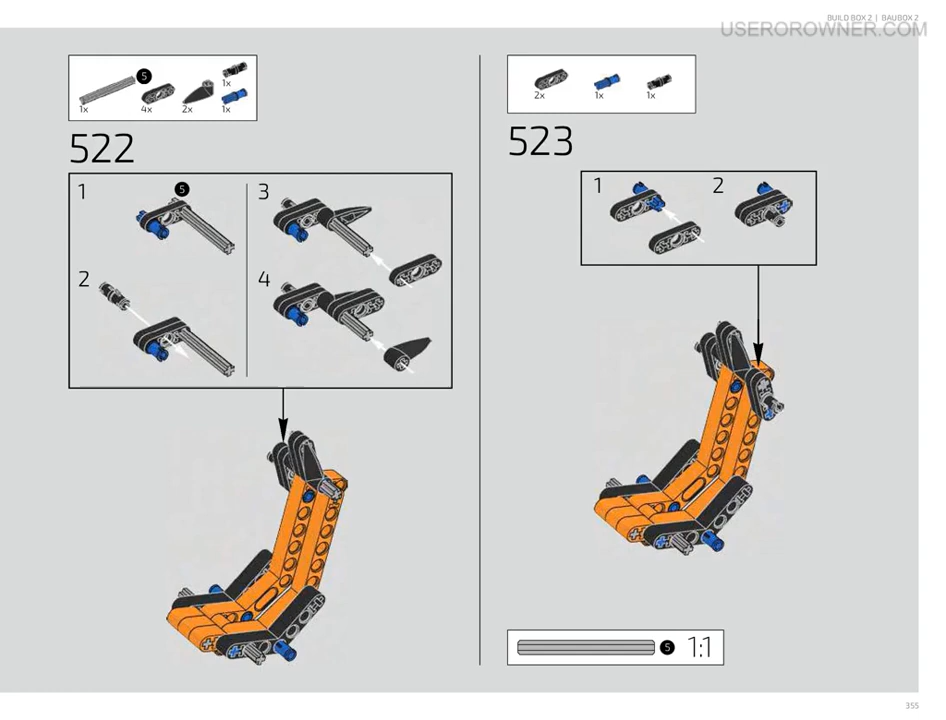 BUILD BOX 2 | BAUBOX 2
USEROROWNER.COM
5
1x
4x
2x
1x
1x
522
1
5
3
2
4
2x
1x
1x
523
1
2
5
1:1
355